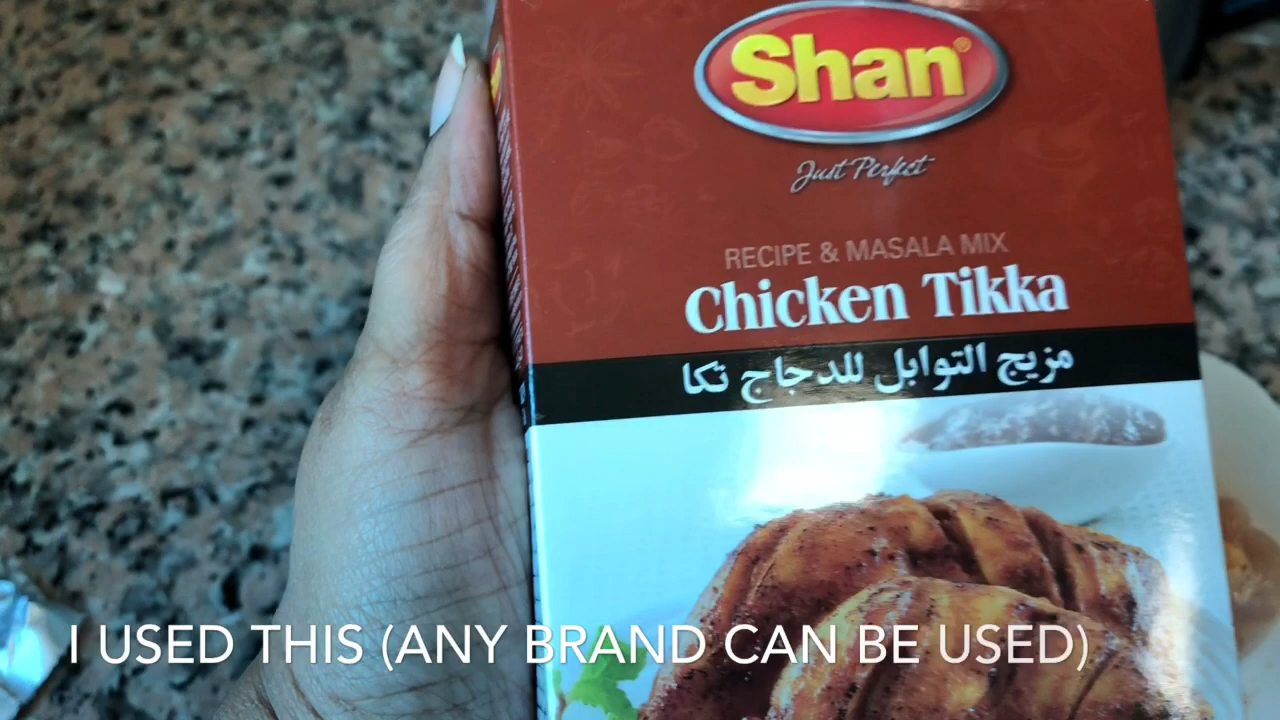 Shan®
Just Perfect
RECIPE & MASALA MIX
Chicken Tikka
مزيج التوابل للدجاج تكا
I USED THIS (ANY BRAND CAN BE USED)